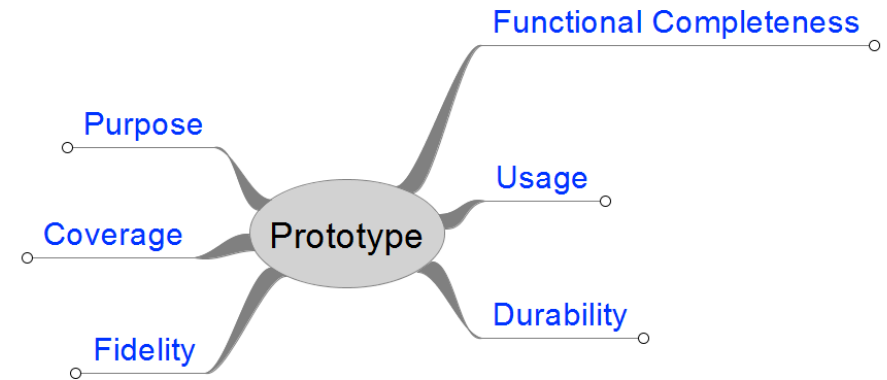 Functional Completeness
Purpose
Usage
Coverage
Prototype
Durability
Fidelity